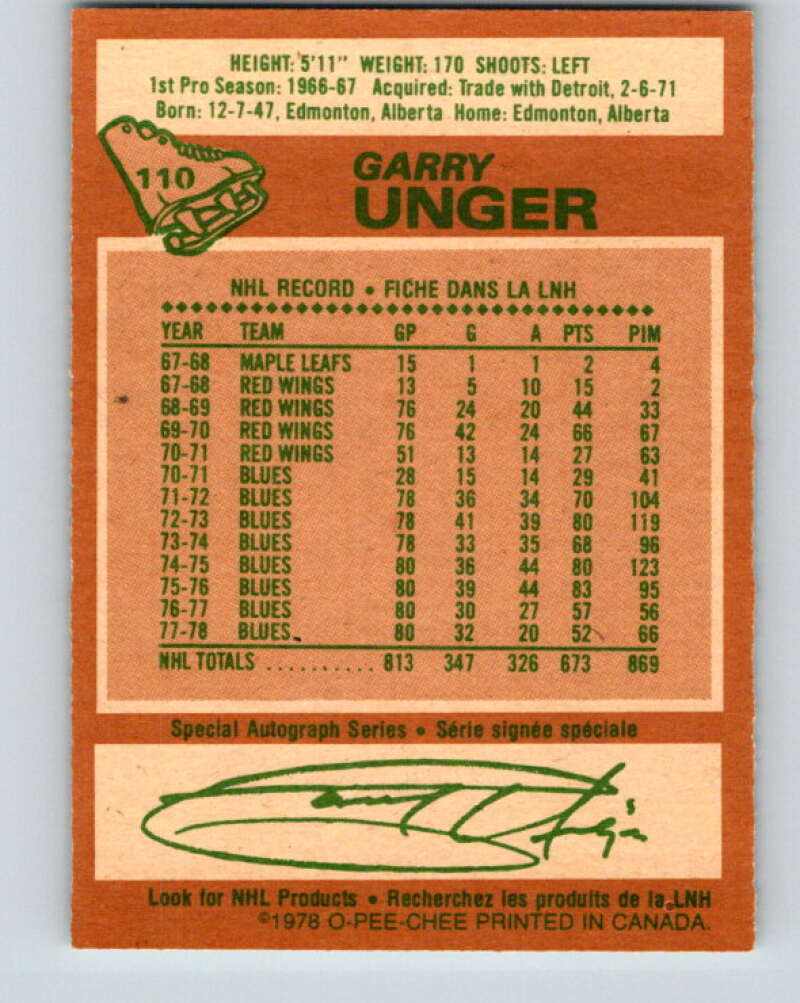 HEIGHT: 5'11" WEIGHT: 170 SHOOTS: LEFT
1st Pro Season: 1966-67 Acquired: Trade with Detroit, 2-6-71
Born: 12-7-47, Edmonton, Alberta Home: Edmonton, Alberta
110
GARRY
UNGER
NHL RECORD • FICHE DANS LA LNH
YEAR TEAM GP G A PTS PIM
67-68 MAPLE LEAFS 15 1 1 2 4
67-68 RED WINGS 13 5 10 15 2
68-69 RED WINGS 76 24 20 44 33
69-70 RED WINGS 76 42 24 66 67
70-71 RED WINGS 51 13 14 27 63
70-71 BLUES 28 15 14 29 41
71-72 BLUES 78 36 34 70 104
72-73 BLUES 78 41 39 80 119
73-74 BLUES 78 33 35 68 96
74-75 BLUES 80 36 44 80 123
75-76 BLUES 80 39 44 83 95
76-77 BLUES 80 30 27 57 56
77-78 BLUES 80 32 20 52 66
NHL TOTALS .......... 813 347 326 673 869
Special Autograph Series • Série signée spéciale
Garry Unger
Look for NHL Products • Recherchez les produits de la LNH
©1978 O-PEE-CHEE PRINTED IN CANADA.